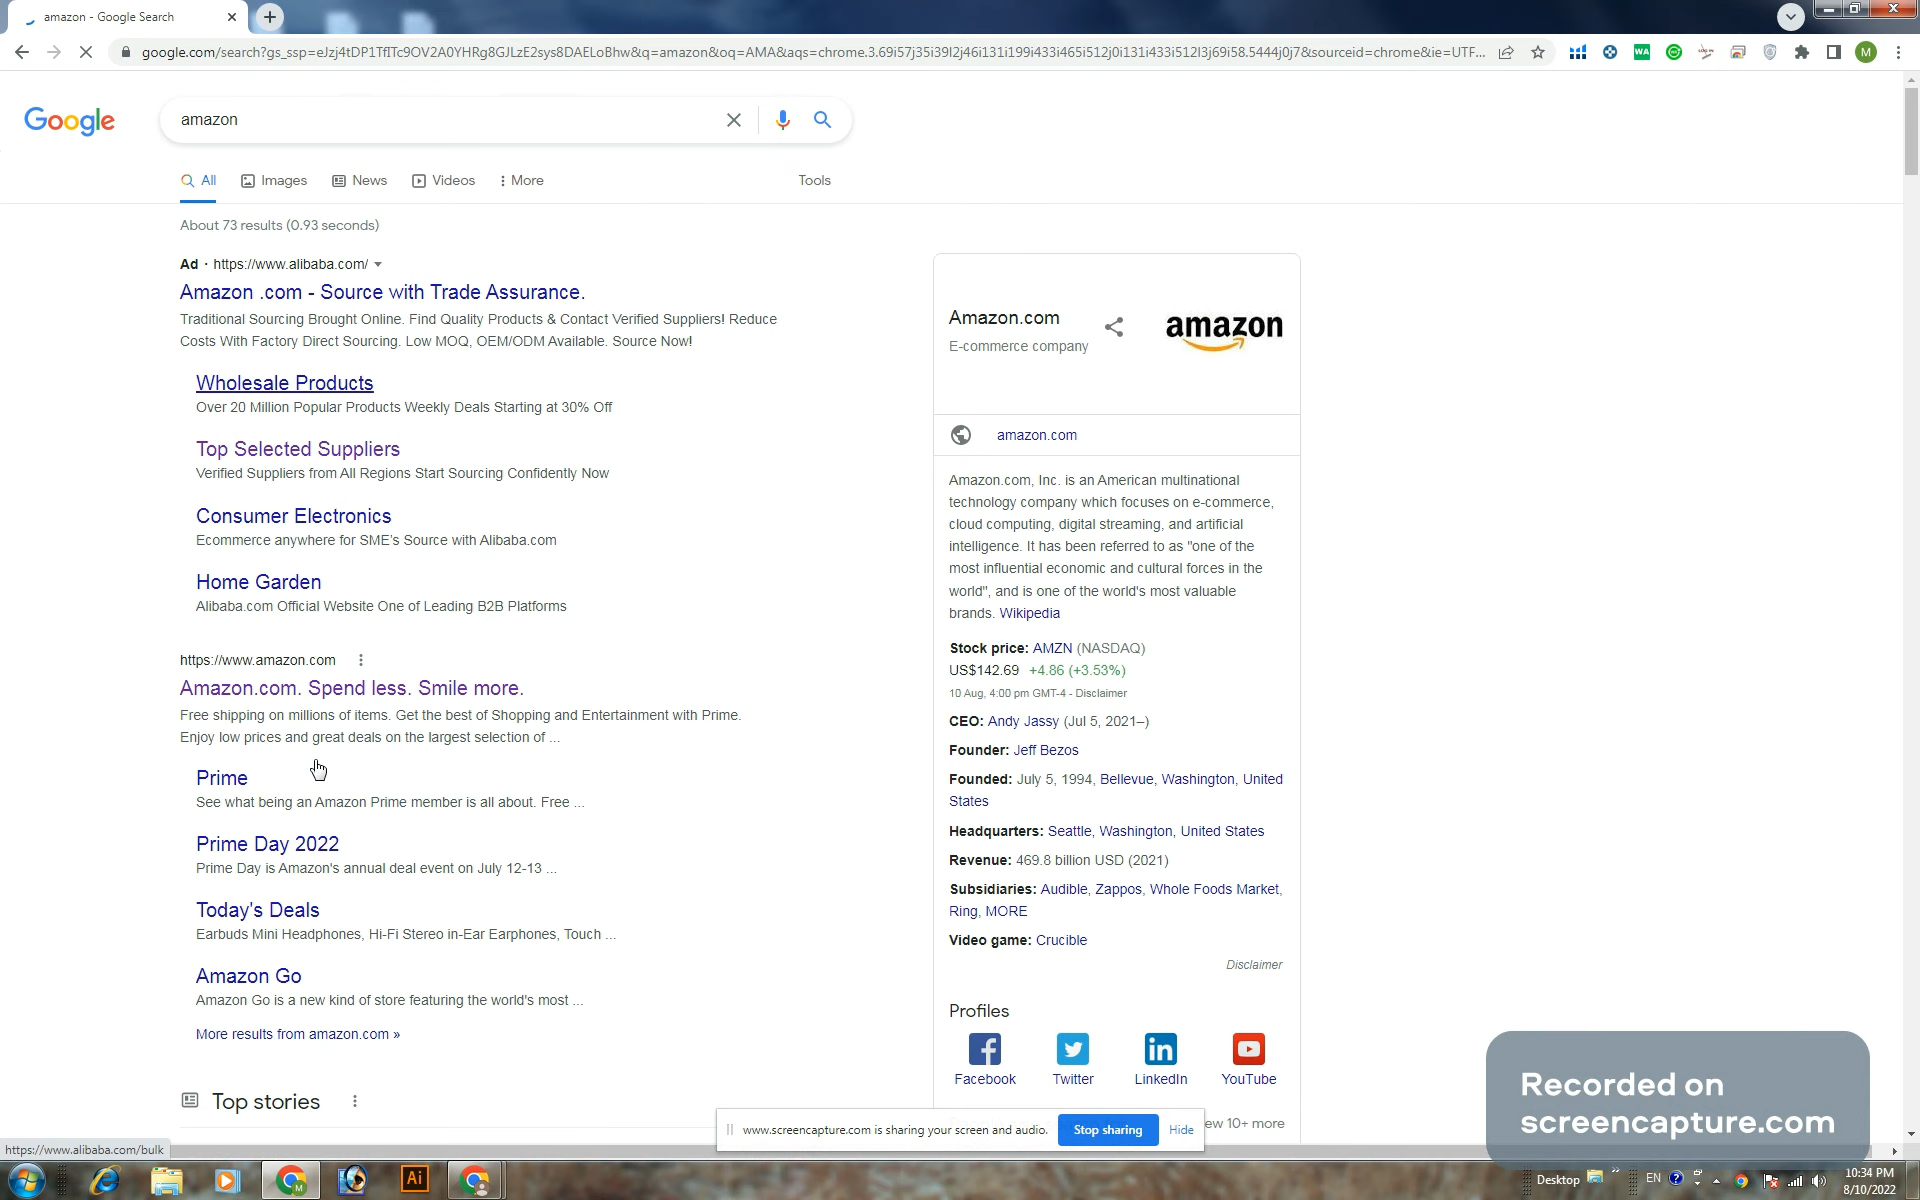 amazon - Google Search
google.com/search?gs_ssp=eJzj4tDP1TfITc9OV2A0YHRg8GJLzE2sys8DAELoBhw&q=amazon&oq=AMA&aqs=chrome.3.69i57j35i39l2j46i131i199i433i465i512j0i131i433i512l3j69i58.5444j0j7&sourceid=chrome&ie=UTF...
M
Google
amazon
All
Images
News
Videos
More
Tools
About 73 results (0.93 seconds)
Ad · https://www.alibaba.com/
Amazon .com - Source with Trade Assurance.
Traditional Sourcing Brought Online. Find Quality Products & Contact Verified Suppliers! Reduce
Costs With Factory Direct Sourcing. Low MOQ, OEM/ODM Available. Source Now!
Wholesale Products
Over 20 Million Popular Products Weekly Deals Starting at 30% Off
Top Selected Suppliers
Verified Suppliers from All Regions Start Sourcing Confidently Now
Consumer Electronics
Ecommerce anywhere for SME's Source with Alibaba.com
Home Garden
Alibaba.com Official Website One of Leading B2B Platforms
https://www.amazon.com
Amazon.com. Spend less. Smile more.
Free shipping on millions of items. Get the best of Shopping and Entertainment with Prime.
Enjoy low prices and great deals on the largest selection of ...
Prime
See what being an Amazon Prime member is all about. Free ...
Prime Day 2022
Prime Day is Amazon's annual deal event on July 12-13 ...
Today's Deals
Earbuds Mini Headphones, Hi-Fi Stereo in-Ear Earphones, Touch ...
Amazon Go
Amazon Go is a new kind of store featuring the world's most ...
More results from amazon.com »
Top stories
Amazon.com
E-commerce company
amazon
amazon.com
Amazon.com, Inc. is an American multinational
technology company which focuses on e-commerce,
cloud computing, digital streaming, and artificial
intelligence. It has been referred to as "one of the
most influential economic and cultural forces in the
world", and is one of the world's most valuable
brands. Wikipedia
Stock price: AMZN (NASDAQ)
US$142.69 +4.86 (+3.53%)
10 Aug, 4:00 pm GMT-4 - Disclaimer
CEO: Andy Jassy (Jul 5, 2021–)
Founder: Jeff Bezos
Founded: July 5, 1994, Bellevue, Washington, United
States
Headquarters: Seattle, Washington, United States
Revenue: 469.8 billion USD (2021)
Subsidiaries: Audible, Zappos, Whole Foods Market,
Ring, MORE
Video game: Crucible
Disclaimer
Profiles
Facebook
Twitter
LinkedIn
YouTube
ew 10+ more
www.screencapture.com is sharing your screen and audio.
Stop sharing
Hide
Recorded on
screencapture.com
https://www.alibaba.com/bulk
Ai
Desktop
EN
10:34 PM
8/10/2022